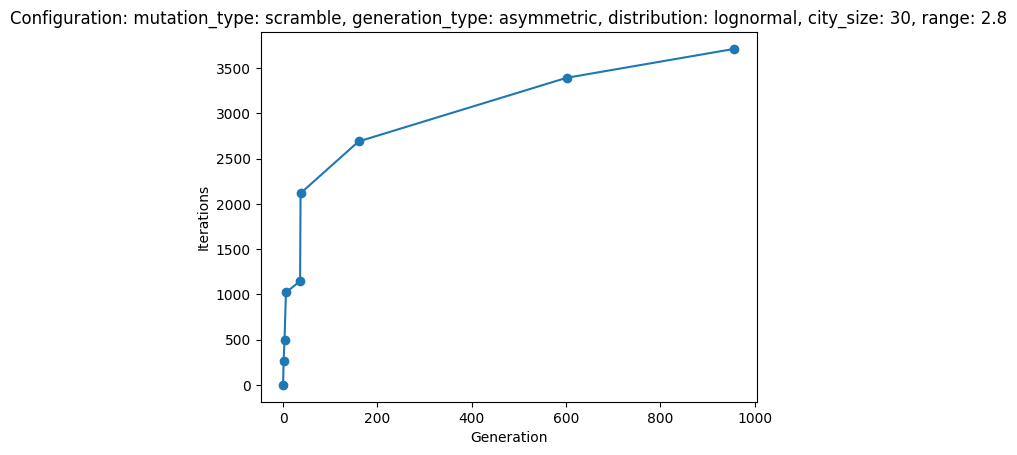 Configuration: mutation_type: scramble, generation_type: asymmetric, distribution: lognormal, city_size: 30, range: 2.8
3500
3000
2500
2000
1500
1000
500
0
Iterations
0 200 400 600 800 1000
Generation